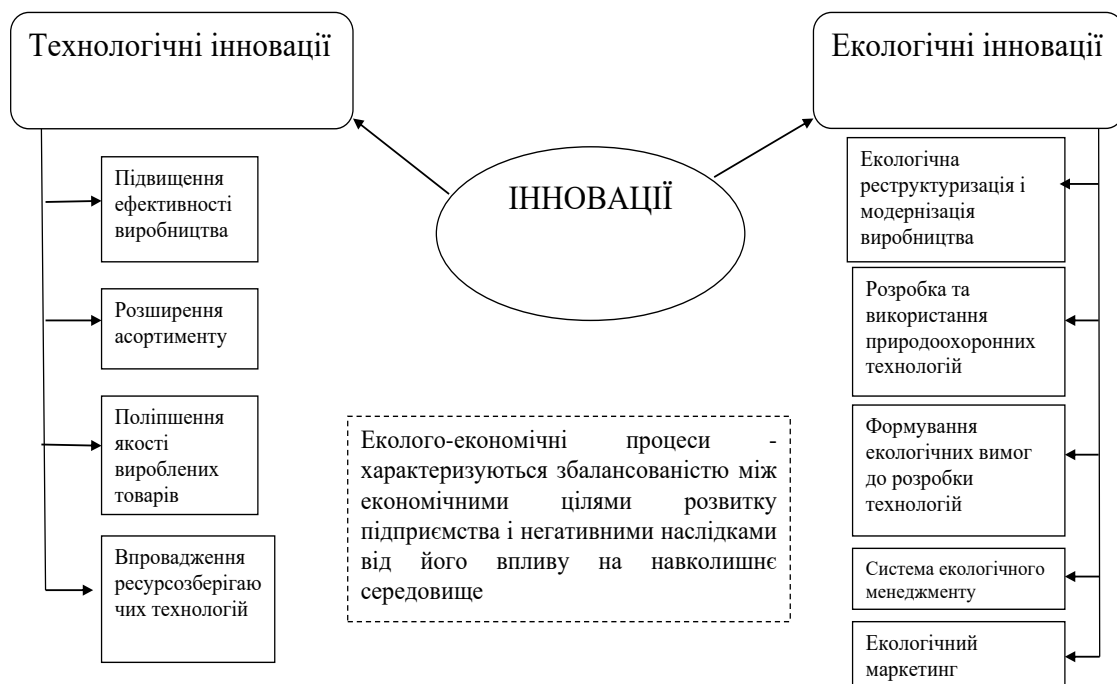 Технологічні інновації
Екологічні інновації
ІННОВАЦІЇ
Підвищення
ефективності
виробництва
Розширення
асортименту
Поліпшення
якості
вироблених
товарів
Впровадження
ресурсозберігаю
чих технологій
Еколого-економічні процеси -
характеризуються збалансованістю між
економічними цілями розвитку
підприємства і негативними наслідками
від його впливу на навколишнє
середовище
Екологічна
реструктуризація і
модернізація
виробництва
Розробка та
використання
природоохоронних
технологій
Формування
екологічних вимог
до розробки
технологій
Система екологічного
менеджменту
Екологічний
маркетинг